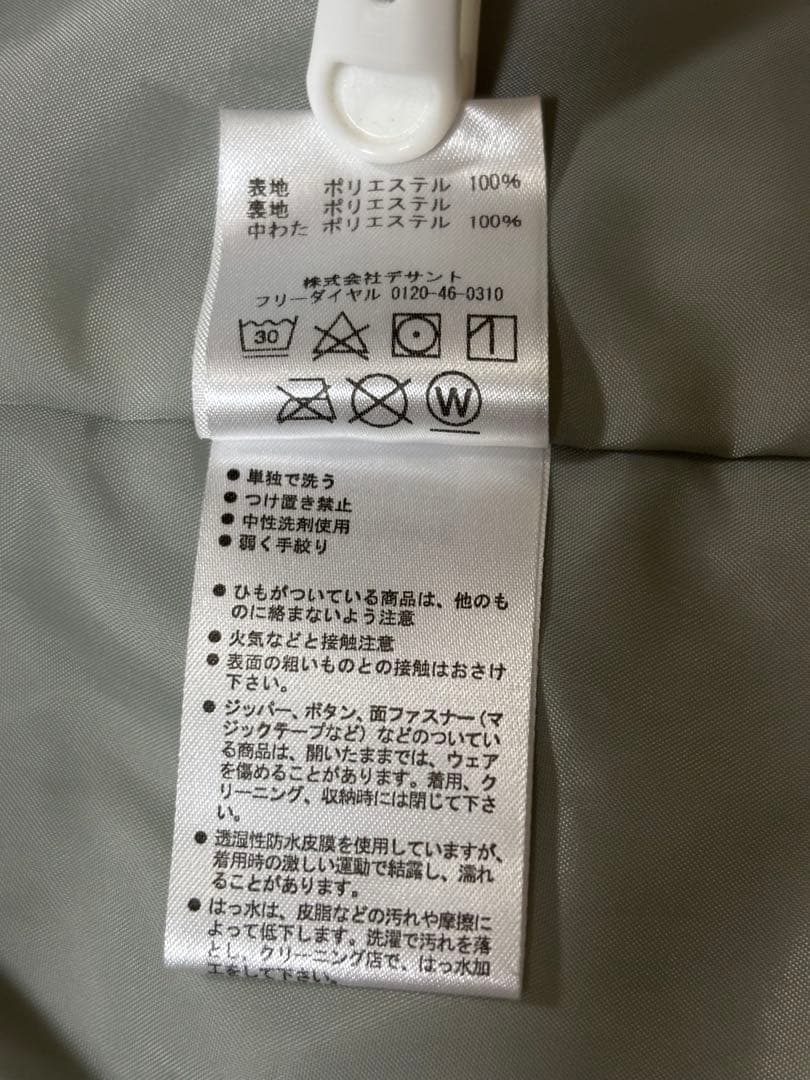 表地 ポリエステル 100%
裏地 ポリエステル
中わた ポリエステル 100%
株式会社デサント
フリーダイヤル 0120-46-0310
30
W
● 単独で洗う
● つけ置き禁止
● 中性洗剤使用
● 弱く手絞り
● ひもがついている商品は、他のも
のに絡まないよう注意
● 火気などと接触注意
● 表面の粗いものとの接触はおさけ
下さい。
● ジッパー、ボタン、面ファスナー(マ
ジックテープなど)などのついてい
る商品は、開いたままでは、ウェア
を傷めることがあります。着用、ク
リーニング、収納時には閉じて下さ
い。
● 透湿性防水皮膜を使用していますが、
着用時の激しい運動で結露し、濡れ
ることがあります。
● はっ水は、皮脂などの汚れや摩擦に
よって低下します。洗濯で汚れを落
とし、クリーニング店で、はっ水加
工をして下さい。